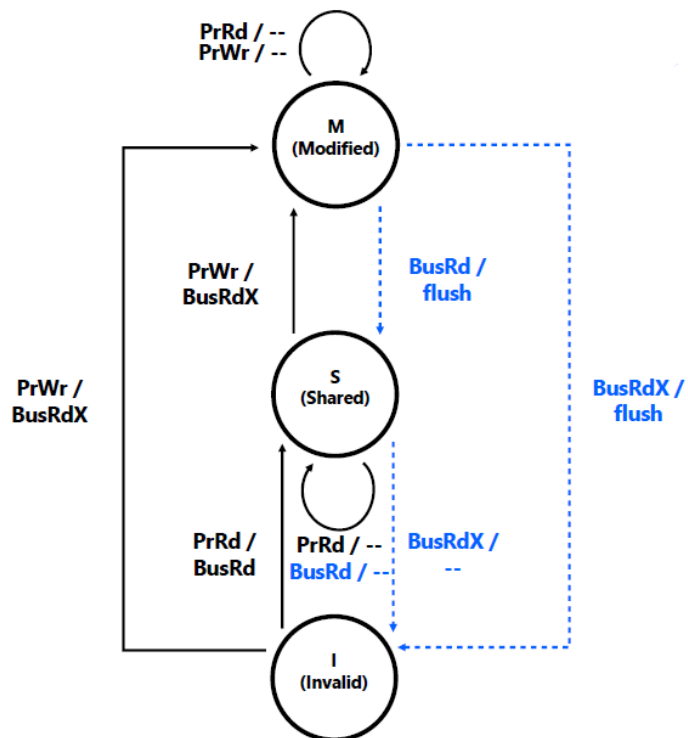 PrRd / --
PrWr / --
M
(Modified)
PrWr /
BusRdX
BusRd /
flush
PrWr /
BusRdX
S
(Shared)
BusRdX /
flush
PrRd /
BusRd
PrRd / --
BusRd / --
BusRdX /
--
I
(Invalid)